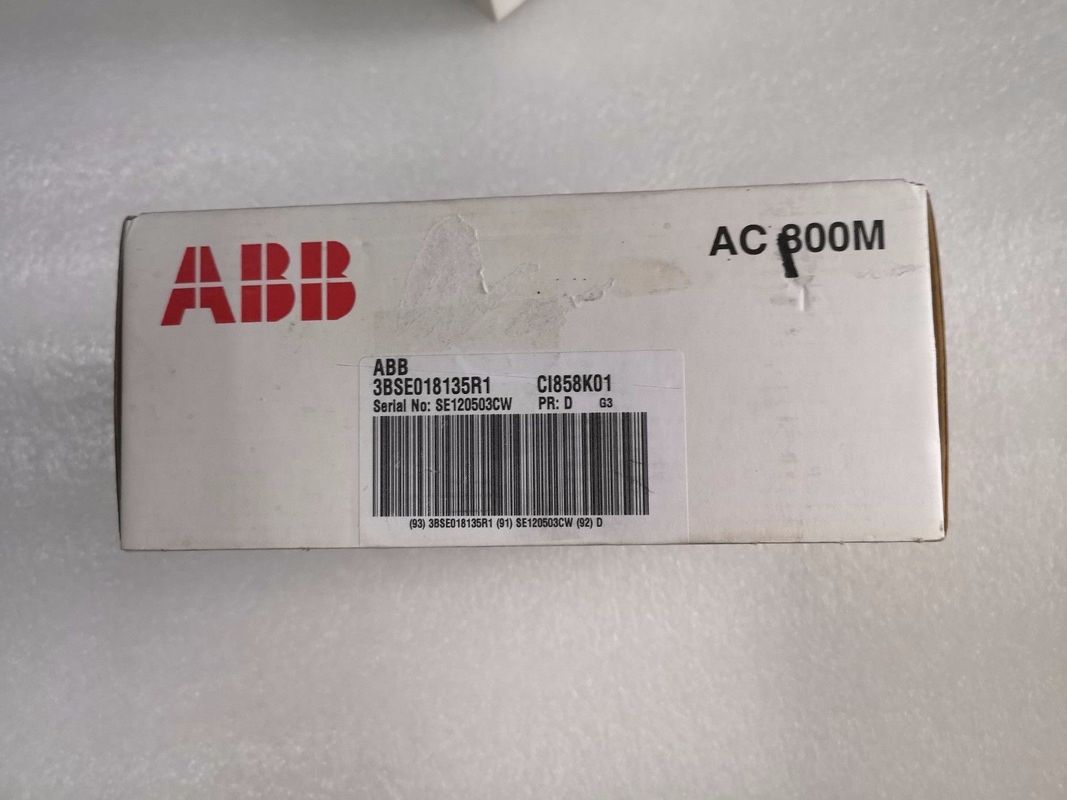 ABB
AC 800M
ABB
3BSE018135R1 CI858K01
Serial No: SE120503CW PR: D G3
(93) 3BSE018135R1 (91) SE120503CW (92) D